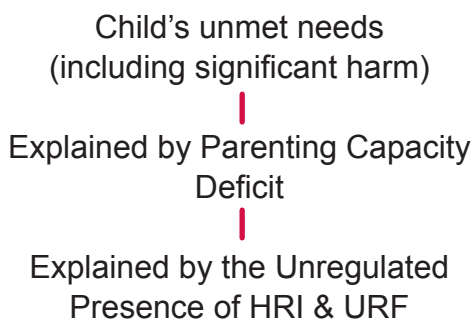 Child’s unmet needs
(including significant harm)
Explained by Parenting Capacity
Deficit
Explained by the Unregulated
Presence of HRI & URF